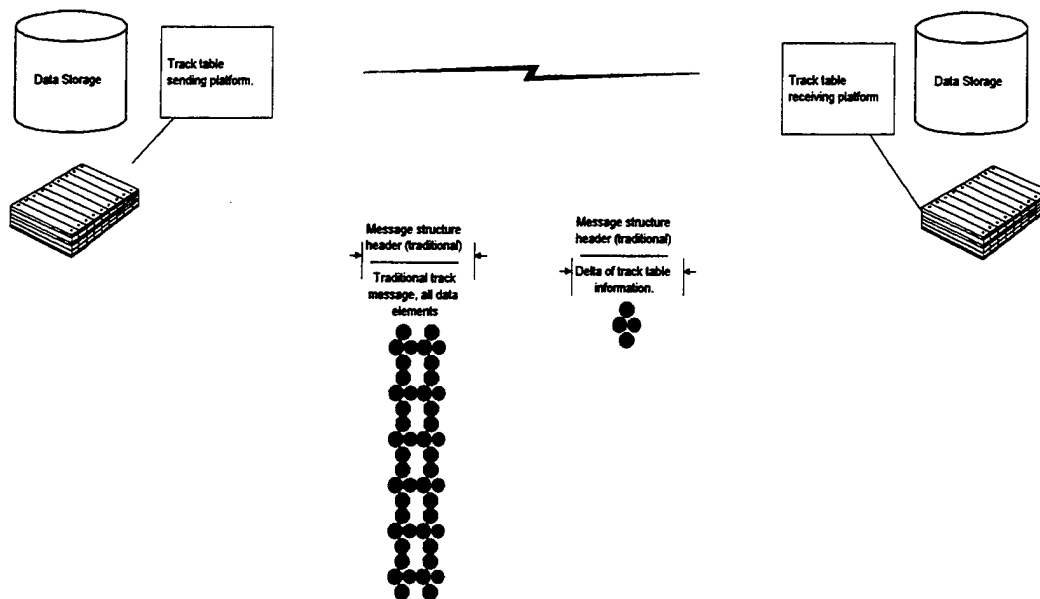 Data Storage
Track table
sending platform.
Track table
receiving platform
Data Storage
Message structure
header (traditional)
Traditional track
message, all data
elements
Message structure
header (traditional)
Delta of track table
information.